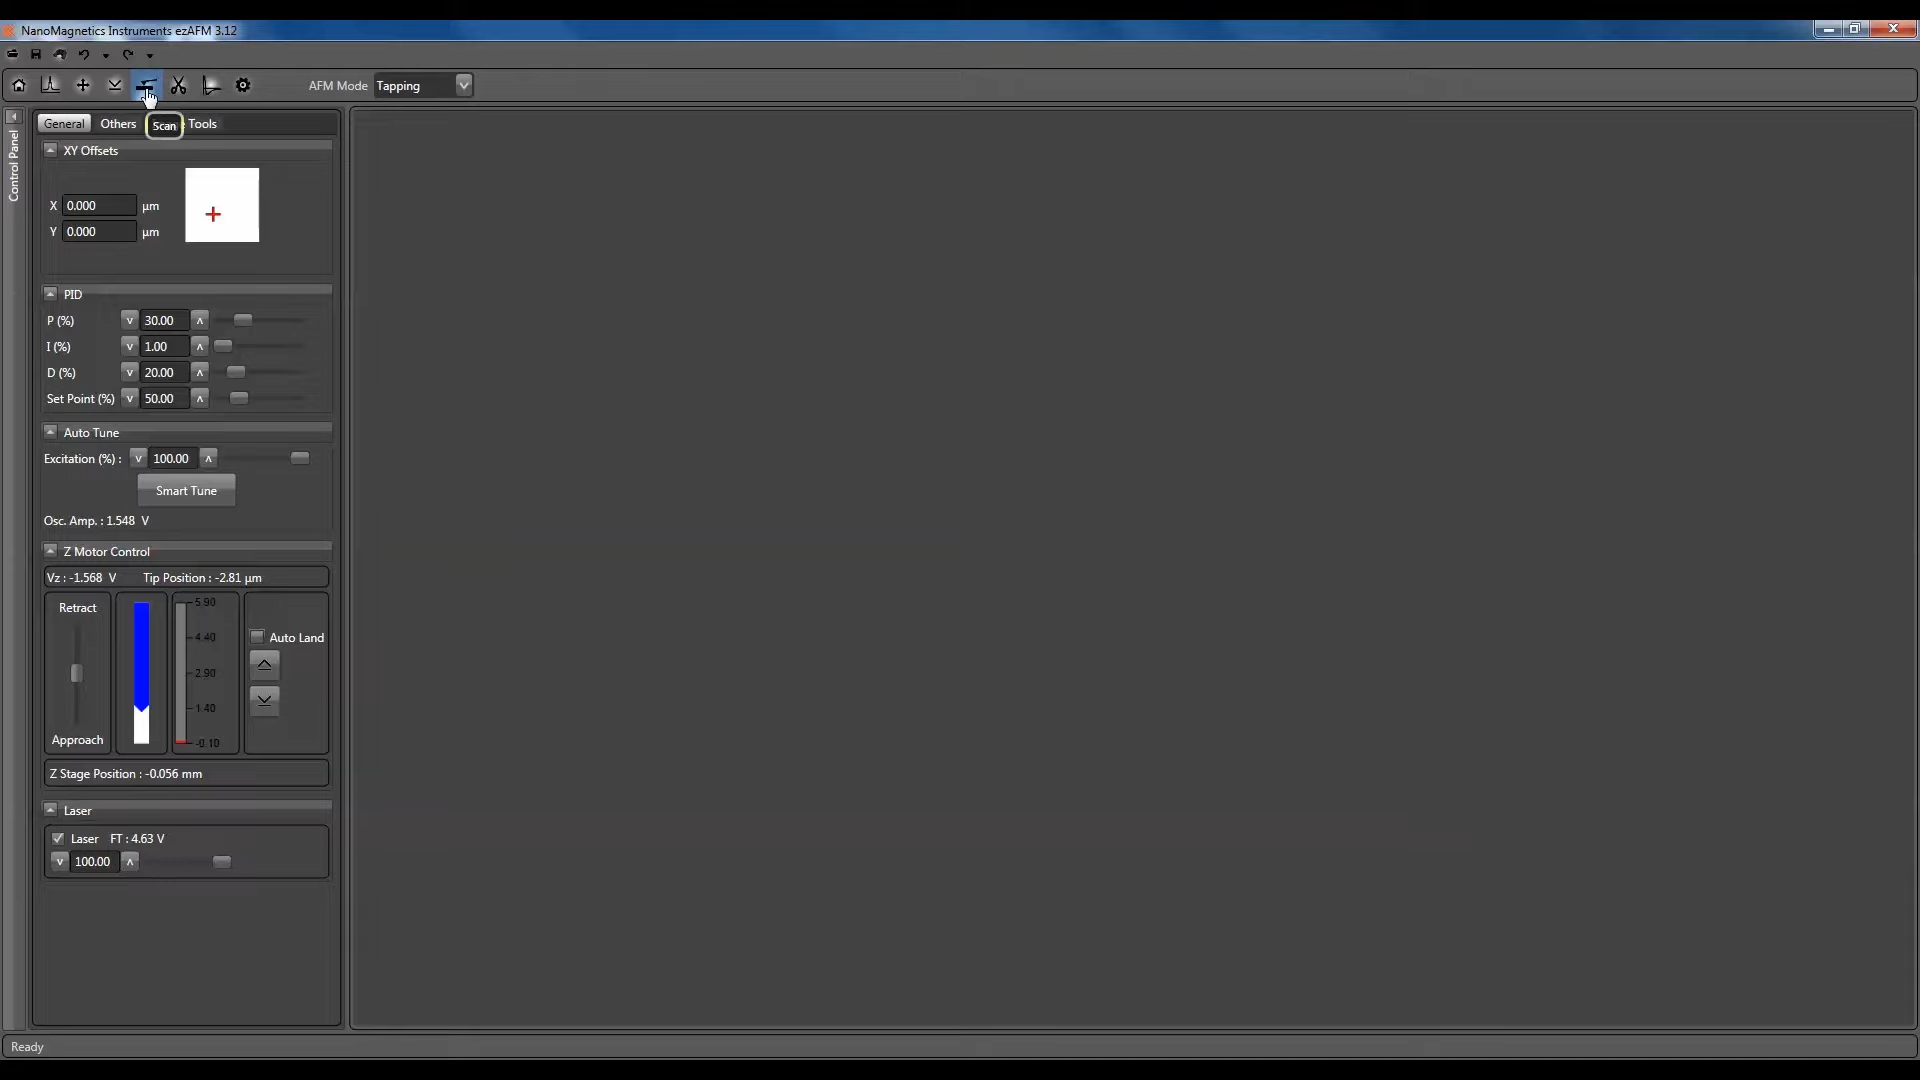 NanoMagnetics Instruments ezAFM 3.12
AFM Mode Tapping
Control Panel
General Others Scan Tools
XY Offsets
X 0.000 µm
Y 0.000 µm
PID
P (%) v 30.00 ʌ
I (%) v 1.00 ʌ
D (%) v 20.00 ʌ
Set Point (%) v 50.00 ʌ
Auto Tune
Excitation (%) : v 100.00 ʌ
Smart Tune
Osc. Amp. : 1.548 V
Z Motor Control
Vz : -1.568 V Tip Position : -2.81 µm
Retract
Approach
5.90
4.40
2.90
1.40
-0.10
Auto Land
Z Stage Position : -0.056 mm
Laser
Laser FT : 4.63 V
v 100.00 ʌ
Ready